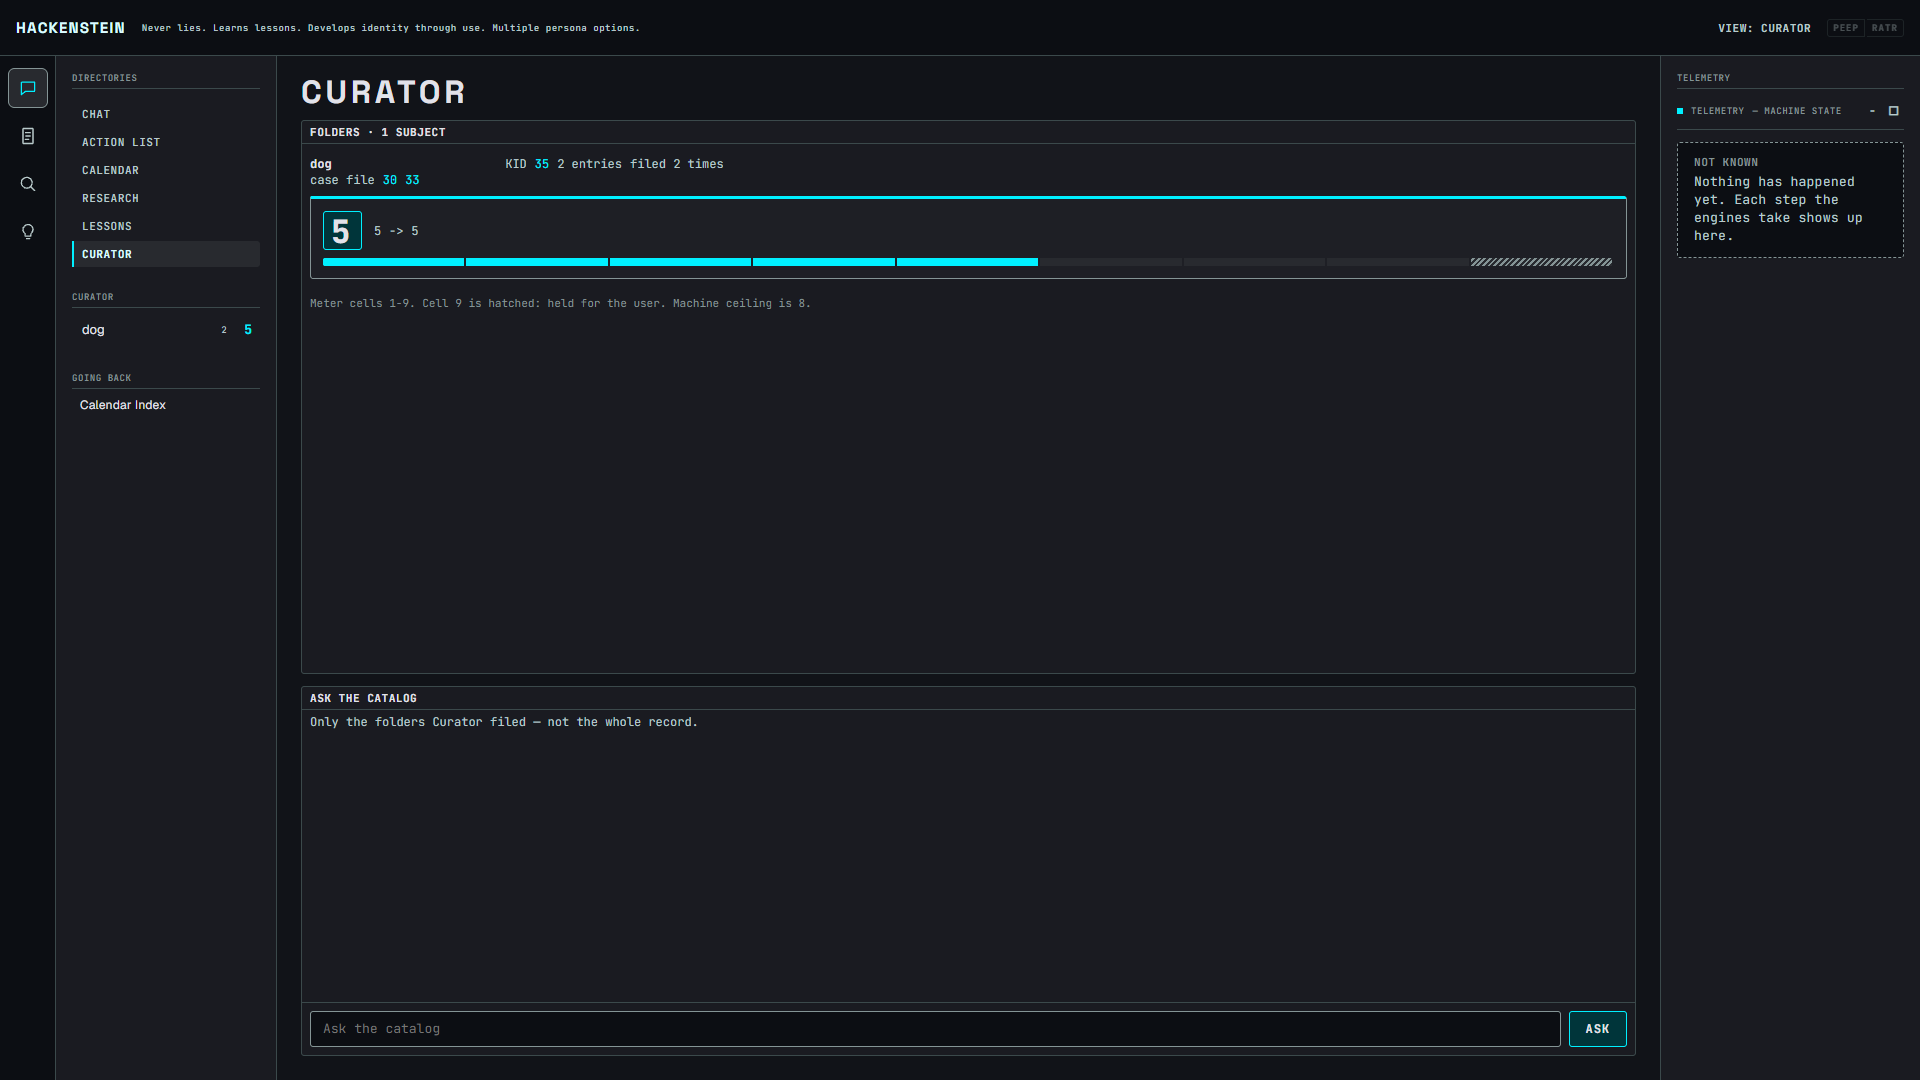 HACKENSTEIN
Never lies. Learns lessons. Develops identity through use. Multiple persona options.
VIEW: CURATOR
PEEP
RATR
DIRECTORIES
CHAT
ACTION LIST
CALENDAR
RESEARCH
LESSONS
CURATOR
CURATOR
dog 2 5
GOING BACK
Calendar Index
CURATOR
FOLDERS · 1 SUBJECT
dog
KID 35 2 entries filed 2 times
case file 30 33
5
5 -> 5
Meter cells 1-9. Cell 9 is hatched: held for the user. Machine ceiling is 8.
ASK THE CATALOG
Only the folders Curator filed — not the whole record.
Ask the catalog
ASK
TELEMETRY
TELEMETRY — MACHINE STATE
NOT KNOWN
Nothing has happened
yet. Each step the
engines take shows up
here.